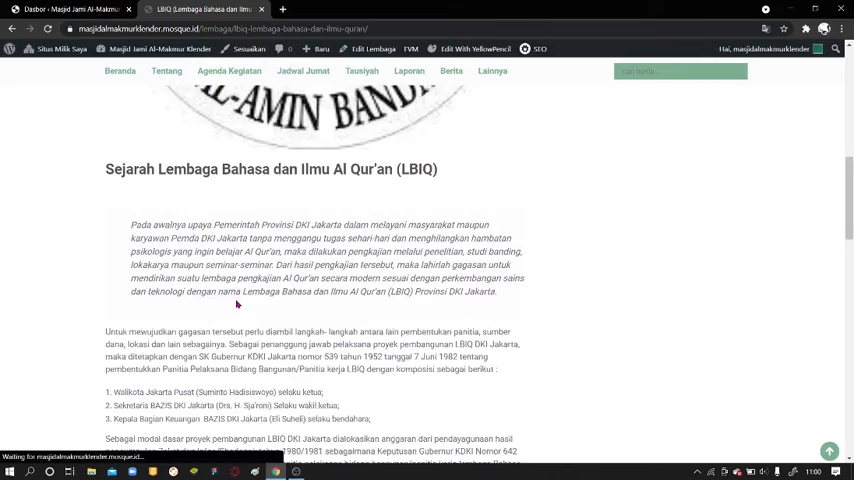 Dasbor ‹ Masjid Jami Al-Makmur
LBIQ (Lembaga Bahasa dan Ilmu
masjidalmakmurklender.mosque.id/lembaga/lbiq-lembaga-bahasa-dan-ilmu-quran/
Situs Milik Saya
Masjid Jami Al-Makmur Klender
Sesuaikan
0
+ Baru
Edit Lembaga
FVM
Edit With YellowPencil
SEO
Hai, masjidalmakmurklender
Beranda
Tentang
Agenda Kegiatan
Jadwal Jumat
Tausiyah
Laporan
Berita
Lainnya
cari berita...
AL-AMIN BAND
Sejarah Lembaga Bahasa dan Ilmu Al Qur'an (LBIQ)
Pada awalnya upaya Pemerintah Provinsi DKI Jakarta dalam melayani masyarakat maupun
karyawan Pemda DKI Jakarta tanpa menggangu tugas sehari-hari dan menghilangkan hambatan
psikologis yang ingin belajar Al Qur'an, maka dilakukan pengkajian melalui penelitian, studi banding,
lokakarya maupun seminar-seminar. Dari hasil pengkajian tersebut, maka lahirlah gagasan untuk
mendirikan suatu lembaga pengkajian Al Qur'an secara modern sesuai dengan perkembangan sains
dan teknologi dengan nama Lembaga Bahasa dan Ilmu Al Qur'an (LBIQ) Provinsi DKI Jakarta.
Untuk mewujudkan gagasan tersebut perlu diambil langkah- langkah antara lain pembentukan panitia, sumber
dana, lokasi dan lain sebagainya. Sebagai penanggung jawab pelaksana proyek pembangunan LBIQ DKI Jakarta,
maka ditetapkan dengan SK Gubernur KDKI Jakarta nomor 539 tahun 1952 tanggal 7 Juni 1982 tentang
pembentukkan Panitia Pelaksana Bidang Bangunan/Panitia kerja LBIQ dengan komposisi sebagai berikut :
1. Walikota Jakarta Pusat (Suminto Hadisiswoyo) selaku ketua;
2. Sekretaris BAZIS DKI Jakarta (Drs. H. Sja'roni) Selaku wakil ketua;
3. Kepala Bagian Keuangan BAZIS DKI Jakarta (Eli Suheli) selaku bendahara;
Sebagai modal dasar proyek pembangunan LBIQ DKI Jakarta dialokasikan anggaran dari pendayagunaan hasil
1980/1981 sebagaimana Keputusan Gubernur KDKI Jakarta Nomor 642
Waiting for masjidalmakmurklender.mosque.id...
11:00